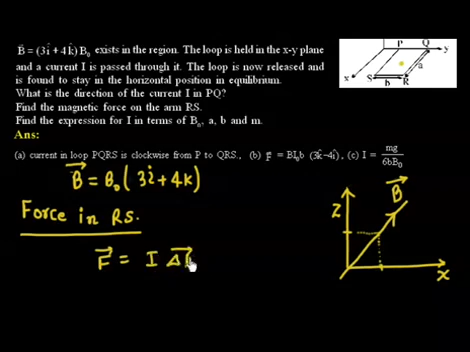 B⃗ = (3î + 4k̂) B₀ exists in the region. The loop is held in the x-y plane
and a current I is passed through it. The loop is now released and
is found to stay in the horizontal position in equilibrium.
What is the direction of the current I in PQ?
Find the magnetic force on the arm RS.
Find the expression for I in terms of B₀, a, b and m.
Ans:
(a) current in loop PQRS is clockwise from P to QRS., (b) F⃗ = BI₀b (3k̂−4î), (c) I = mg/6bB₀
B⃗ = B₀ (3î + 4k)
Force in RS.
F⃗ = I Δ
P Q y
a
x S b R
Z B⃗
x